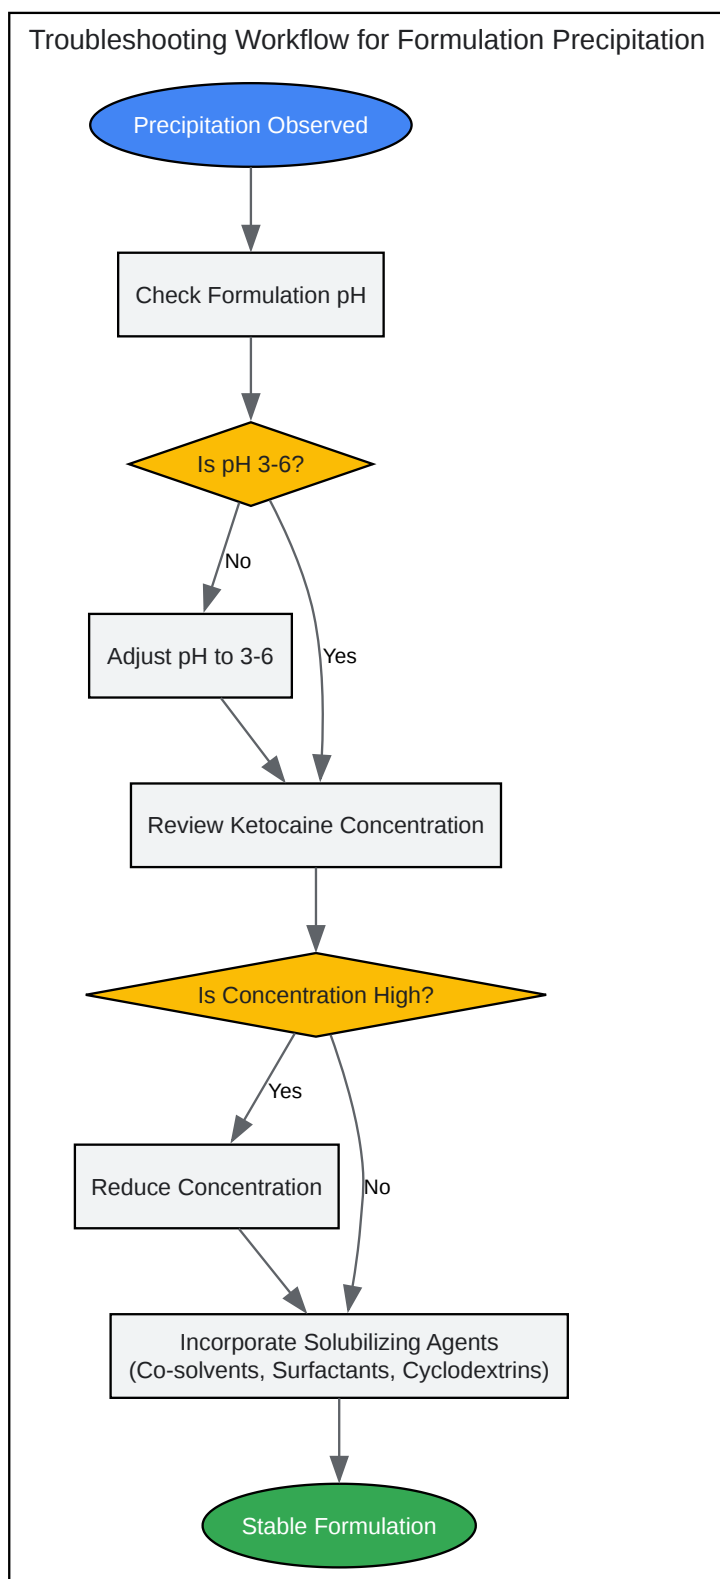 Troubleshooting Workflow for Formulation Precipitation
Precipitation Observed
Check Formulation pH
Is pH 3-6?
No
Adjust pH to 3-6
Yes
Review Ketocaine Concentration
Is Concentration High?
Yes
Reduce Concentration
No
Incorporate Solubilizing Agents
(Co-solvents, Surfactants, Cyclodextrins)
Stable Formulation